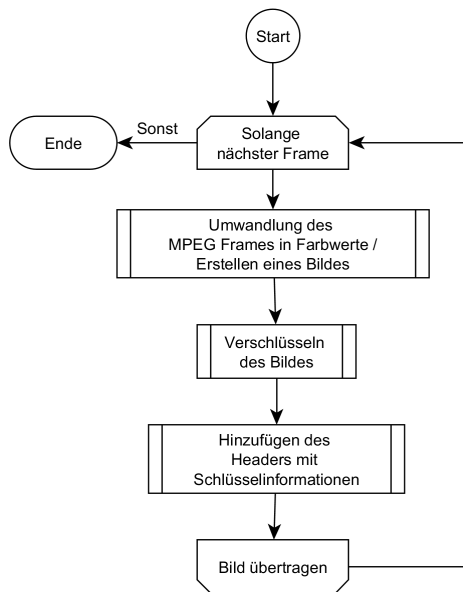 Start
Sonst
Ende
Solange
nächster Frame
Umwandlung des
MPEG Frames in Farbwerte /
Erstellen eines Bildes
Verschlüsseln
des Bildes
Hinzufügen des
Headers mit
Schlüsselinformationen
Bild übertragen